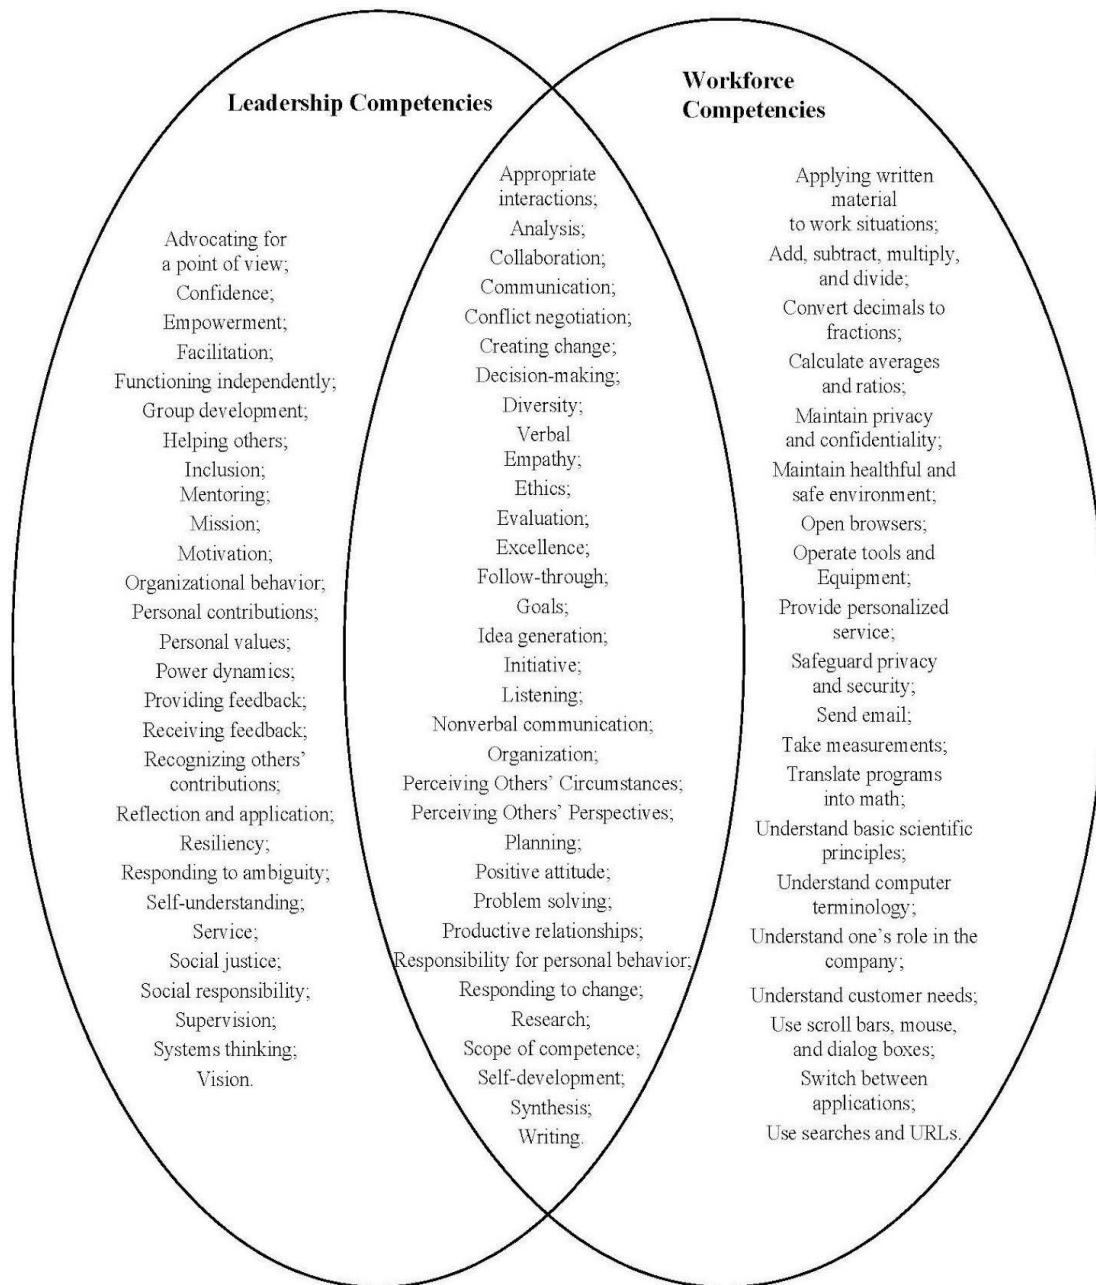 Leadership Competencies
Workforce
Competencies
Advocating for
a point of view;
Confidence;
Empowerment;
Facilitation;
Functioning independently;
Group development;
Helping others;
Inclusion;
Mentoring;
Mission;
Motivation;
Organizational behavior;
Personal contributions;
Personal values;
Power dynamics;
Providing feedback;
Receiving feedback;
Recognizing others'
contributions;
Reflection and application;
Resiliency;
Responding to ambiguity;
Self-understanding;
Service;
Social justice;
Social responsibility;
Supervision;
Systems thinking;
Vision.
Appropriate
interactions;
Analysis;
Collaboration;
Communication;
Conflict negotiation;
Creating change;
Decision-making;
Diversity;
Verbal
Empathy;
Ethics;
Evaluation;
Excellence;
Follow-through;
Goals;
Idea generation;
Initiative;
Listening;
Nonverbal communication;
Organization;
Perceiving Others' Circumstances;
Perceiving Others' Perspectives;
Planning;
Positive attitude;
Problem solving;
Productive relationships;
Responsibility for personal behavior;
Responding to change;
Research;
Scope of competence;
Self-development;
Synthesis;
Writing.
Applying written
material
to work situations;
Add, subtract, multiply,
and divide;
Convert decimals to
fractions;
Calculate averages
and ratios;
Maintain privacy
and confidentiality;
Maintain healthful and
safe environment;
Open browsers;
Operate tools and
Equipment;
Provide personalized
service;
Safeguard privacy
and security;
Send email;
Take measurements;
Translate programs
into math;
Understand basic scientific
principles;
Understand computer
terminology;
Understand one's role in the
company;
Understand customer needs;
Use scroll bars, mouse,
and dialog boxes;
Switch between
applications;
Use searches and URLs.